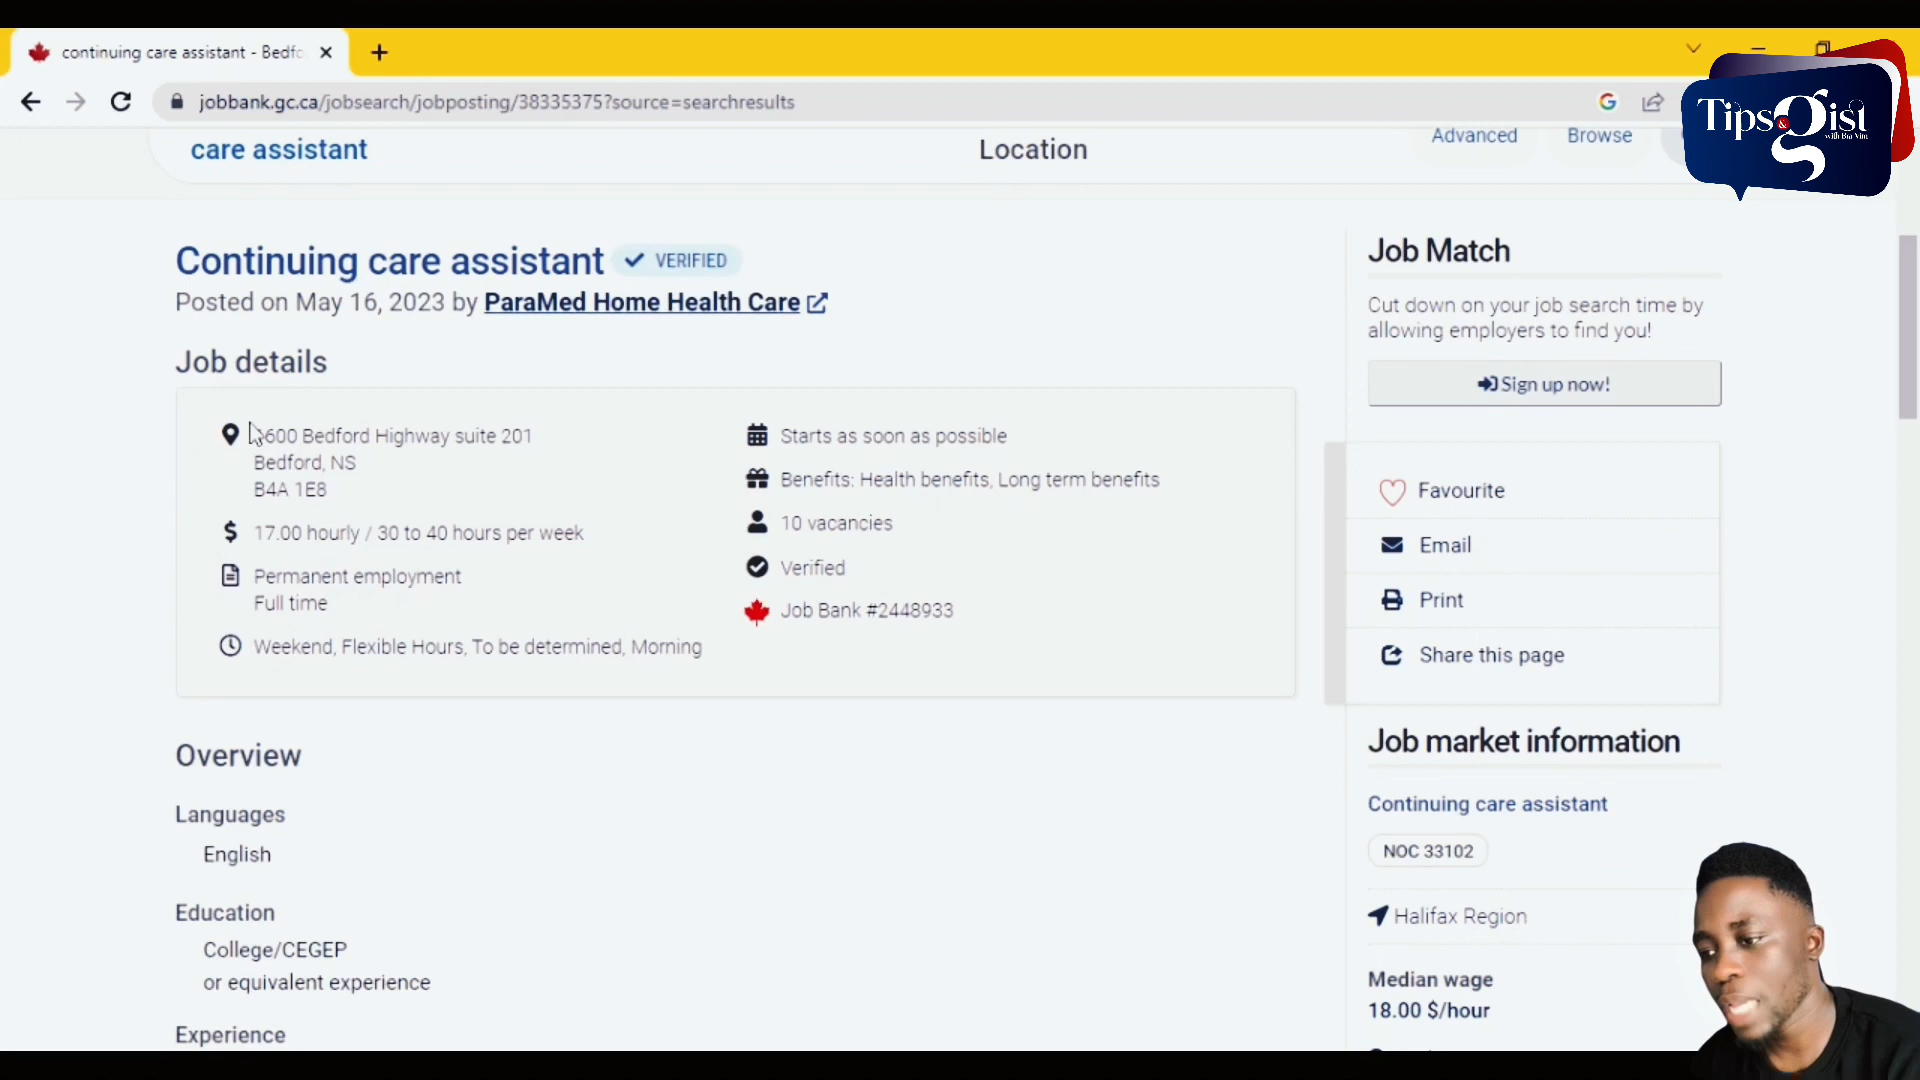 continuing care assistant - Bedfo
jobbank.gc.ca/jobsearch/jobposting/38335375?source=searchresults
Tips & gist
with Bra Vim
care assistant
Location
Advanced
Browse
Continuing care assistant
VERIFIED
Posted on May 16, 2023 by ParaMed Home Health Care
Job details
600 Bedford Highway suite 201
Bedford, NS
B4A 1E8
17.00 hourly / 30 to 40 hours per week
Permanent employment
Full time
Weekend, Flexible Hours, To be determined, Morning
Starts as soon as possible
Benefits: Health benefits, Long term benefits
10 vacancies
Verified
Job Bank #2448933
Overview
Languages
English
Education
College/CEGEP
or equivalent experience
Experience
Job Match
Cut down on your job search time by
allowing employers to find you!
Sign up now!
Favourite
Email
Print
Share this page
Job market information
Continuing care assistant
NOC 33102
Halifax Region
Median wage
18.00 $/hour